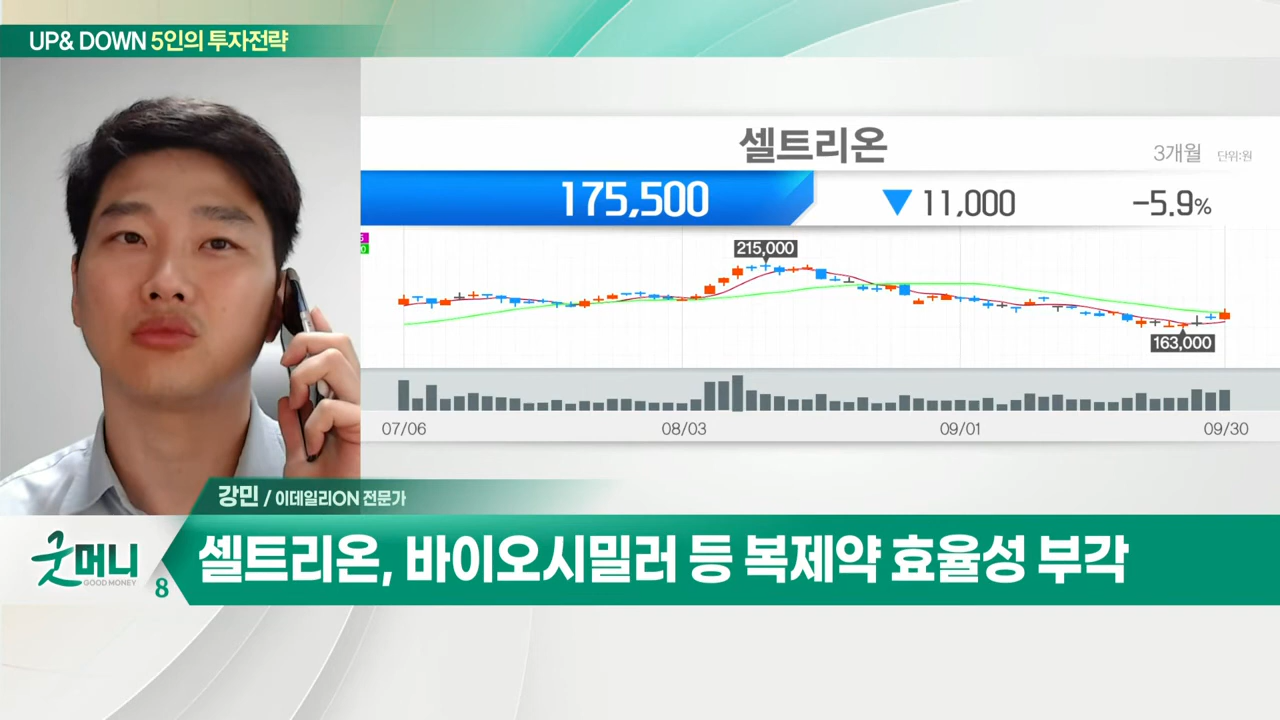 UP& DOWN 5인의 투자전략
셀트리온
3개월 단위:원
175,500 ▼ 11,000 -5.9%
215,000
163,000
07/06 08/03 09/01 09/30
강민 / 이데일리ON 전문가
굿머니
GOOD MONEY
8
셀트리온, 바이오시밀러 등 복제약 효율성 부각